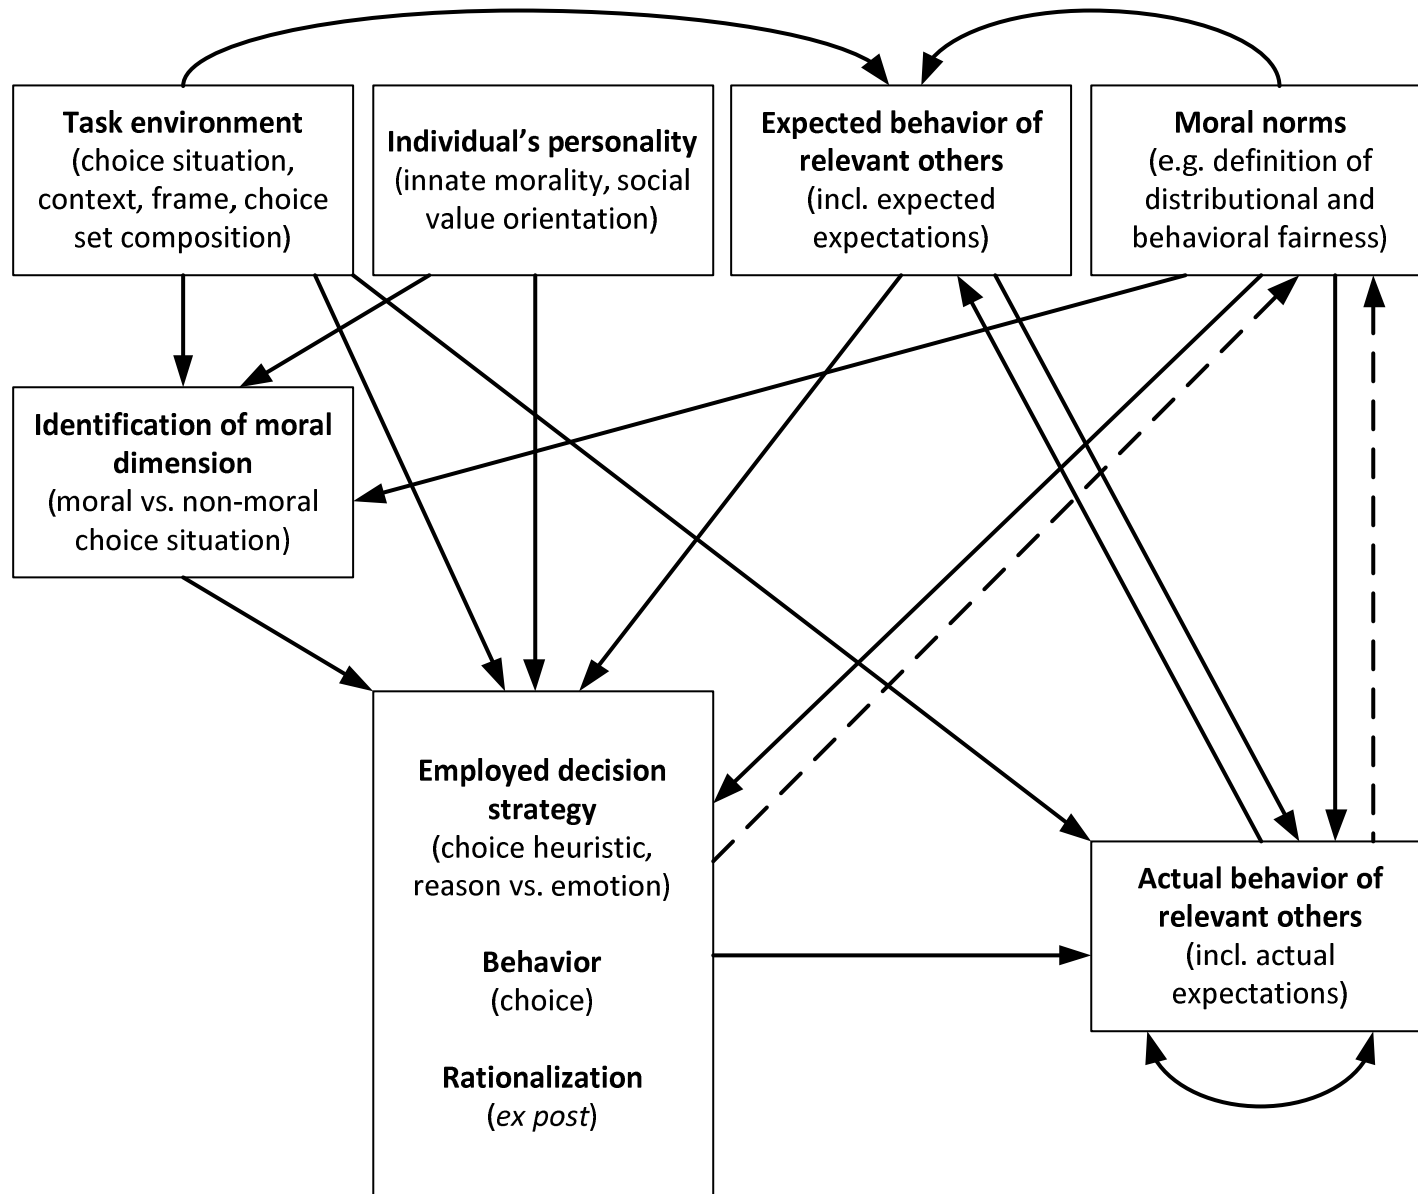 Task environment
(choice situation,
context, frame, choice
set composition)
Individual’s personality
(innate morality, social
value orientation)
Expected behavior of
relevant others
(incl. expected
expectations)
Moral norms
(e.g. definition of
distributional and
behavioral fairness)
Identification of moral
dimension
(moral vs. non-moral
choice situation)
Employed decision
strategy
(choice heuristic,
reason vs. emotion)
Behavior
(choice)
Rationalization
(ex post)
Actual behavior of
relevant others
(incl. actual
expectations)